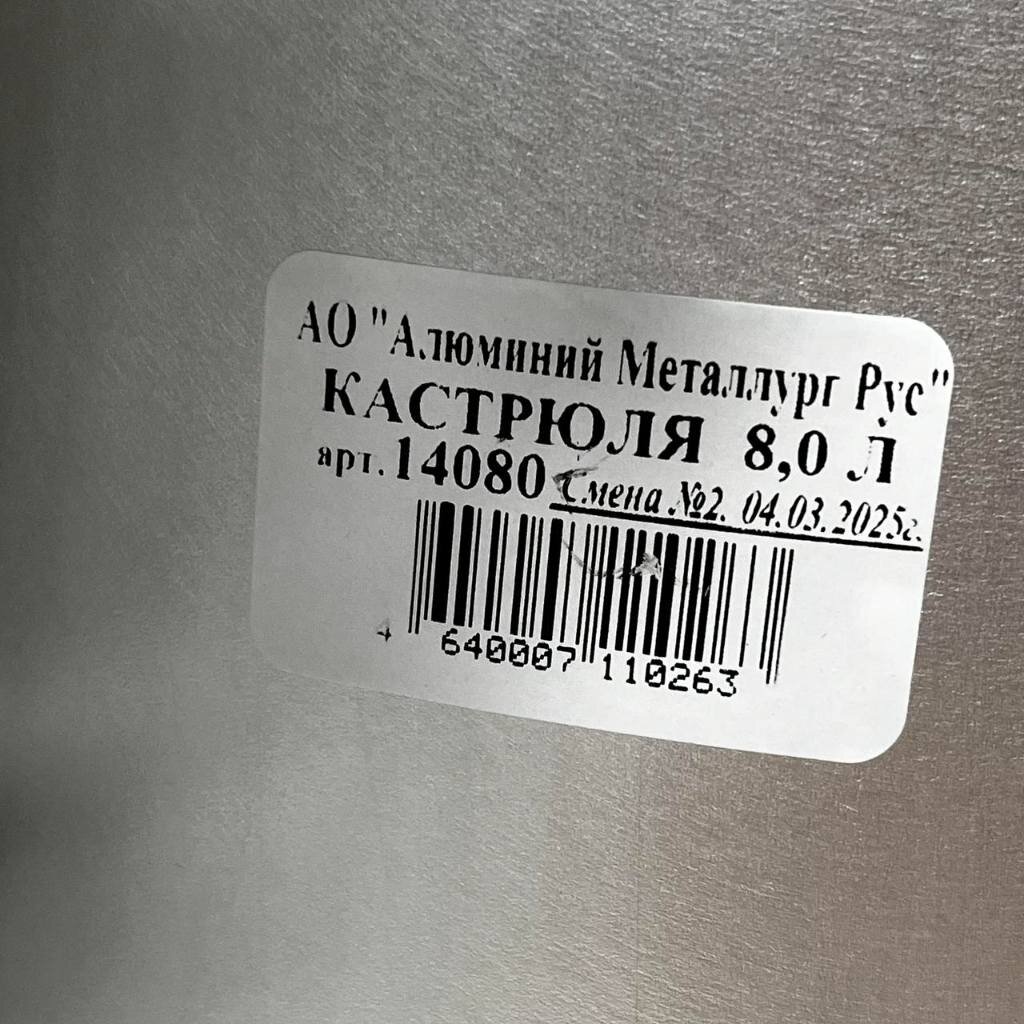 АО "Алюминий Металлург Рус"
КАСТРЮЛЯ 8,0 Л
арт. 14080 Смена №2. 04.03.2025г.
4 640007 110263